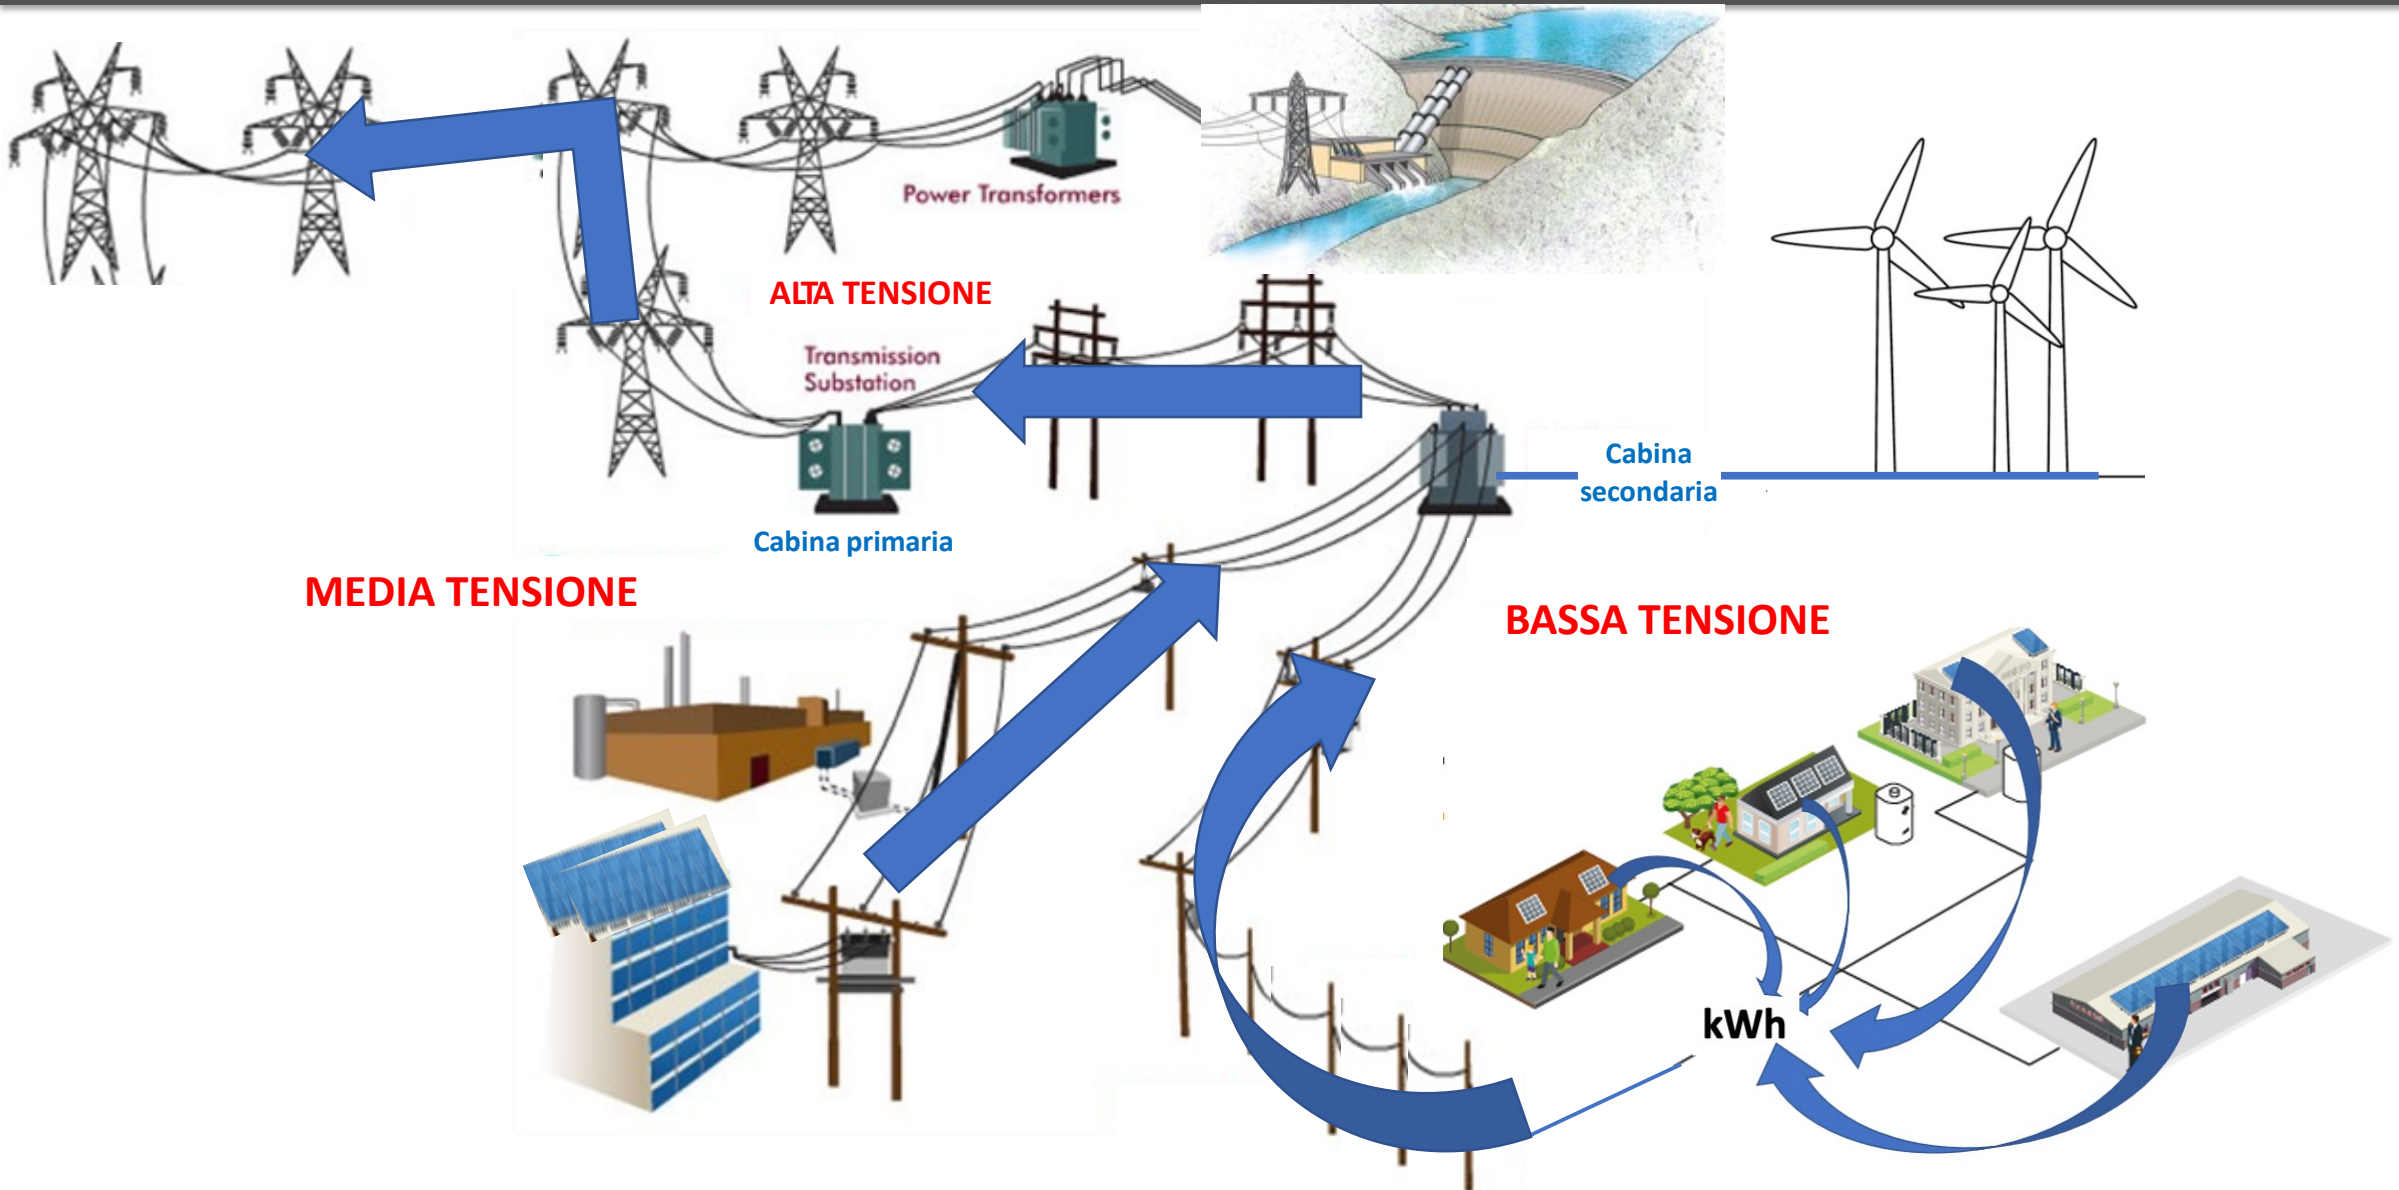 Power Transformers
ALTA TENSIONE
Transmission
Substation
Cabina
secondaria
Cabina primaria
MEDIA TENSIONE
BASSA TENSIONE
kWh